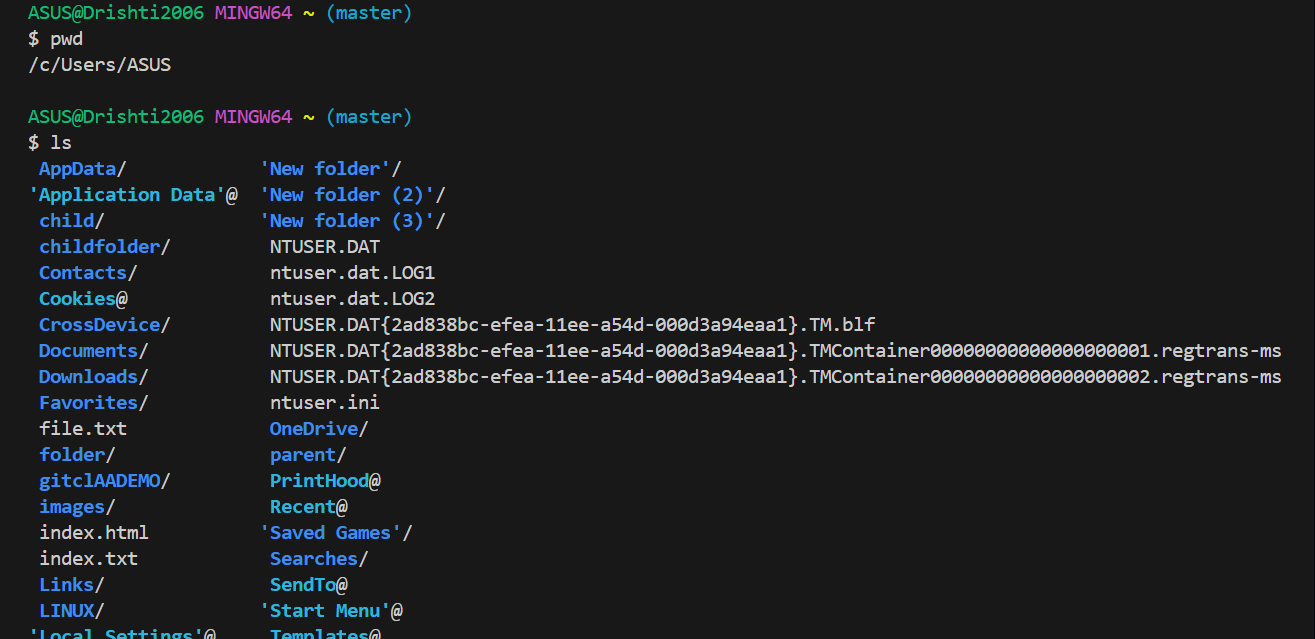 ASUS@Drishti2006 MINGW64 ~ (master)
$ pwd
/c/Users/ASUS
ASUS@Drishti2006 MINGW64 ~ (master)
$ ls
AppData/ 'New folder'/
'Application Data'@ 'New folder (2)'/
child/ 'New folder (3)'/
childfolder/ NTUSER.DAT
Contacts/ ntuser.dat.LOG1
Cookies@ ntuser.dat.LOG2
CrossDevice/ NTUSER.DAT{2ad838bc-efea-11ee-a54d-000d3a94eaa1}.TM.blf
Documents/ NTUSER.DAT{2ad838bc-efea-11ee-a54d-000d3a94eaa1}.TMContainer00000000000000000001.regtrans-ms
Downloads/ NTUSER.DAT{2ad838bc-efea-11ee-a54d-000d3a94eaa1}.TMContainer00000000000000000002.regtrans-ms
Favorites/ ntuser.ini
file.txt OneDrive/
folder/ parent/
gitclAADEMO/ PrintHood@
images/ Recent@
index.html 'Saved Games'/
index.txt Searches/
Links/ SendTo@
LINUX/ 'Start Menu'@
'Local Settings'@ Templates@